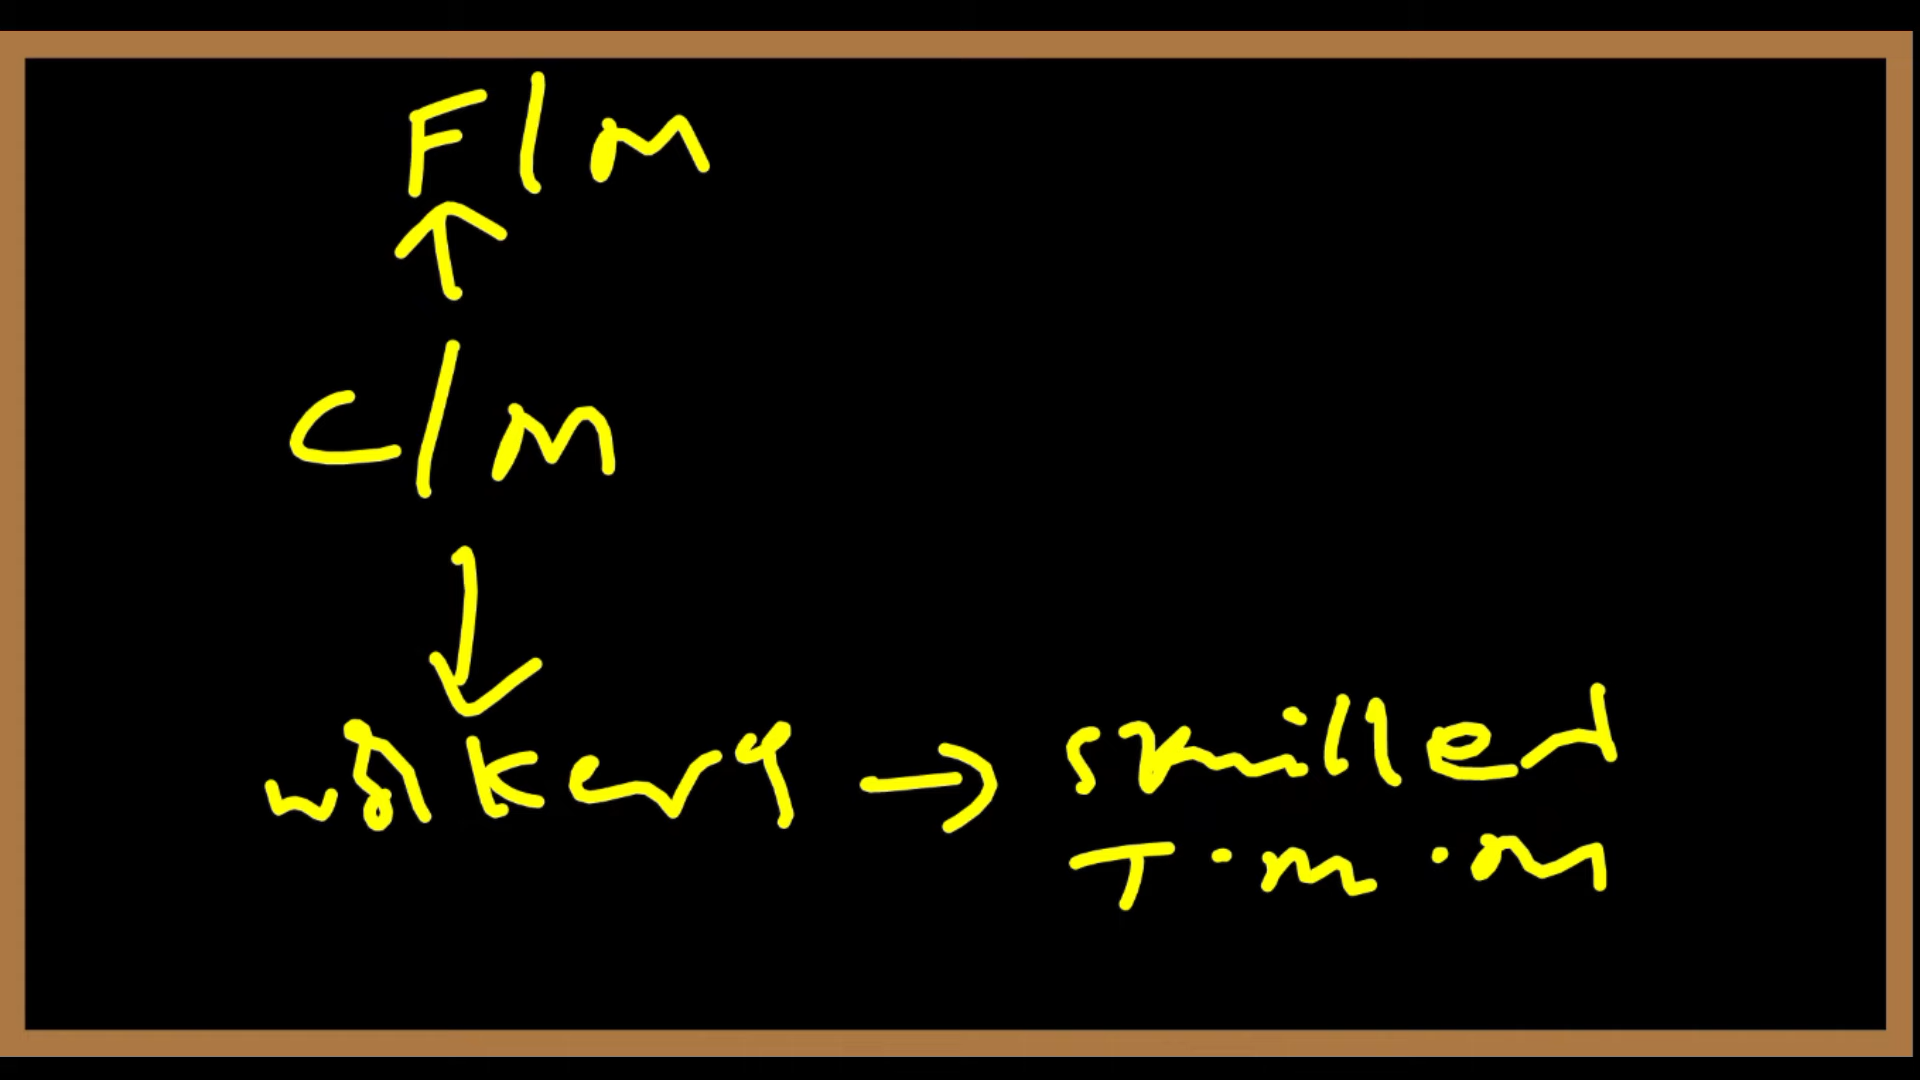 F/M
↑
C/M
↓
workers → skilled
T.M.M